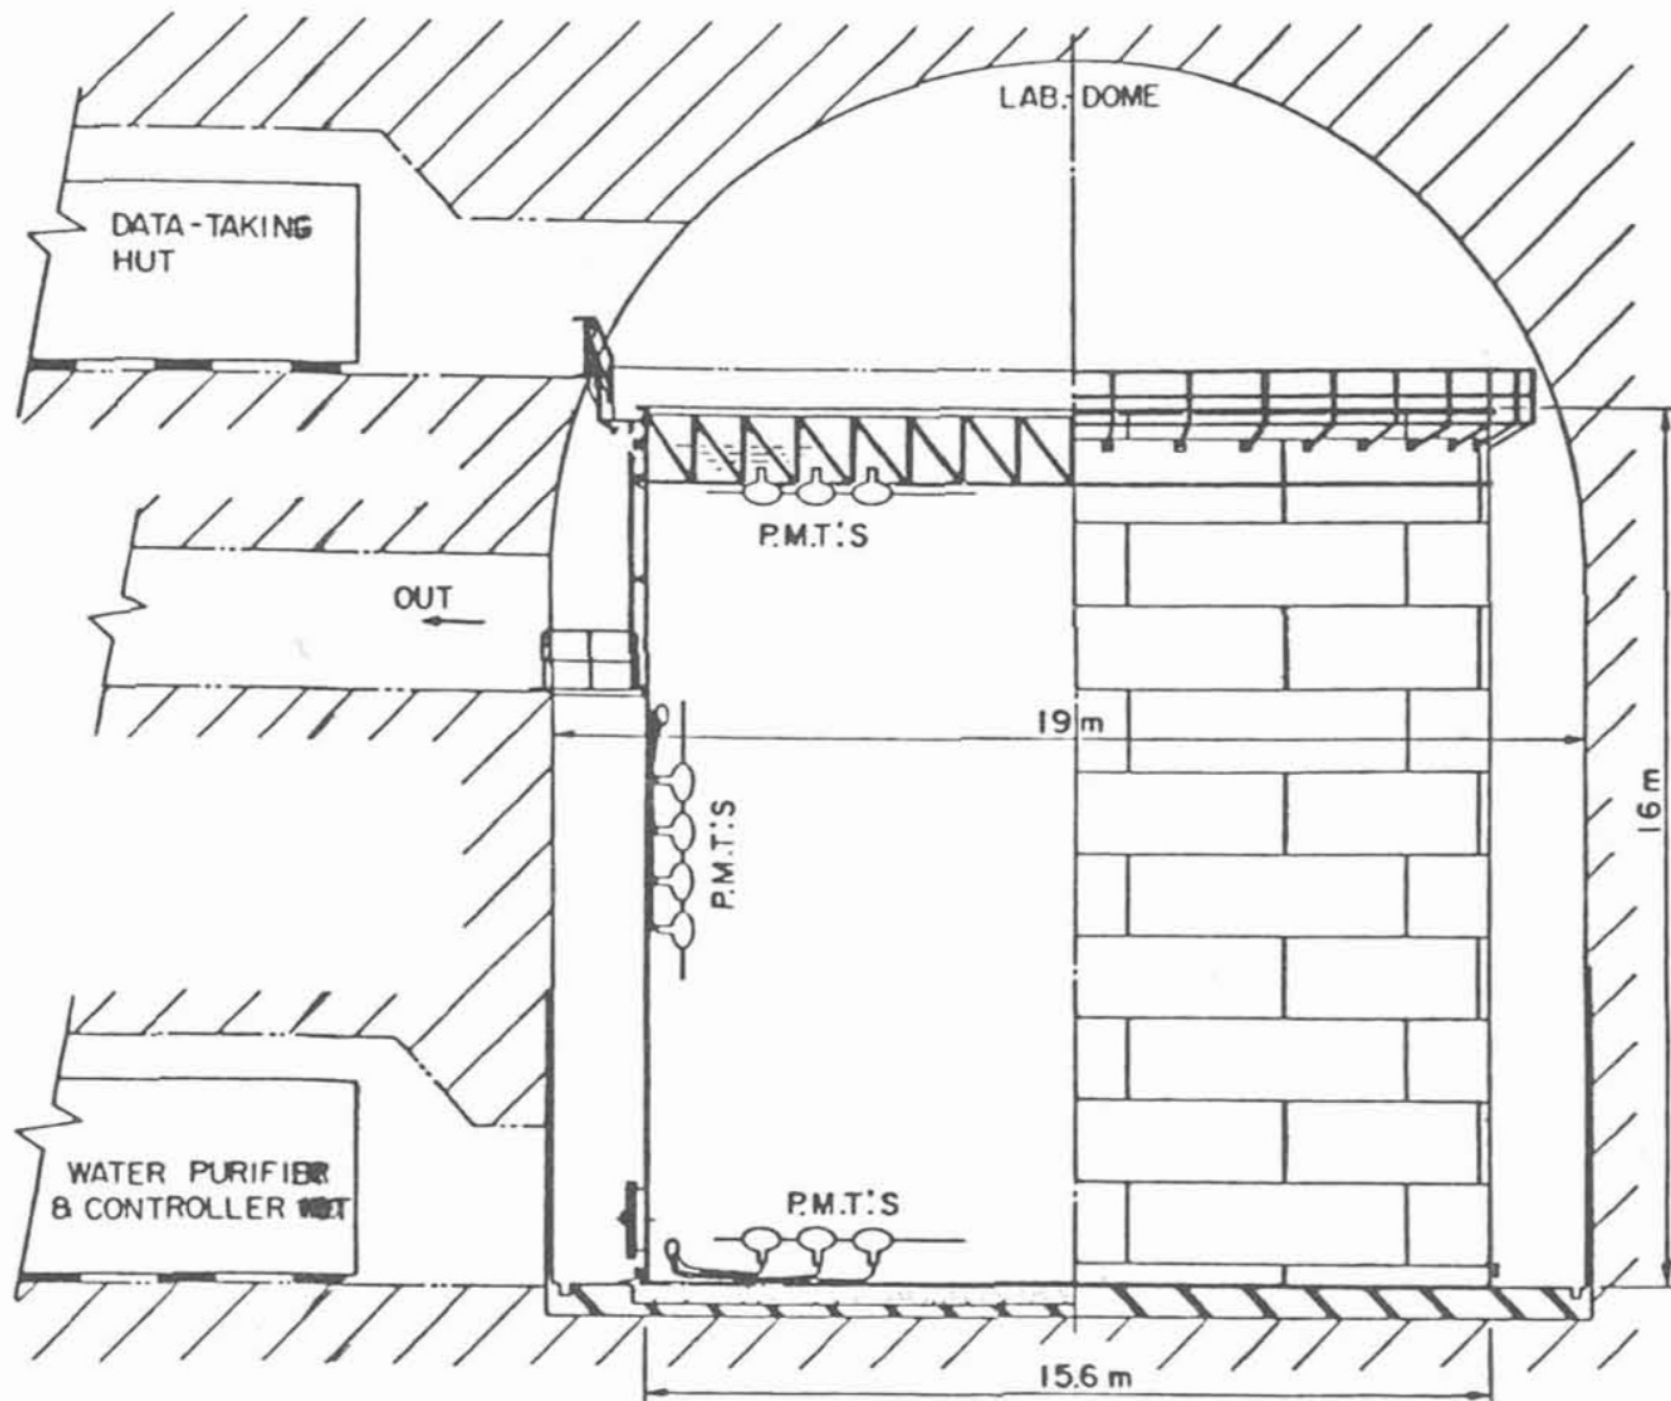 LAB. DOME
DATA-TAKING
HUT
P.M.T.'S
OUT
19 m
P.M.T.'S
16 m
P.M.T.'S
WATER PURIFIER
& CONTROLLER
15.6 m